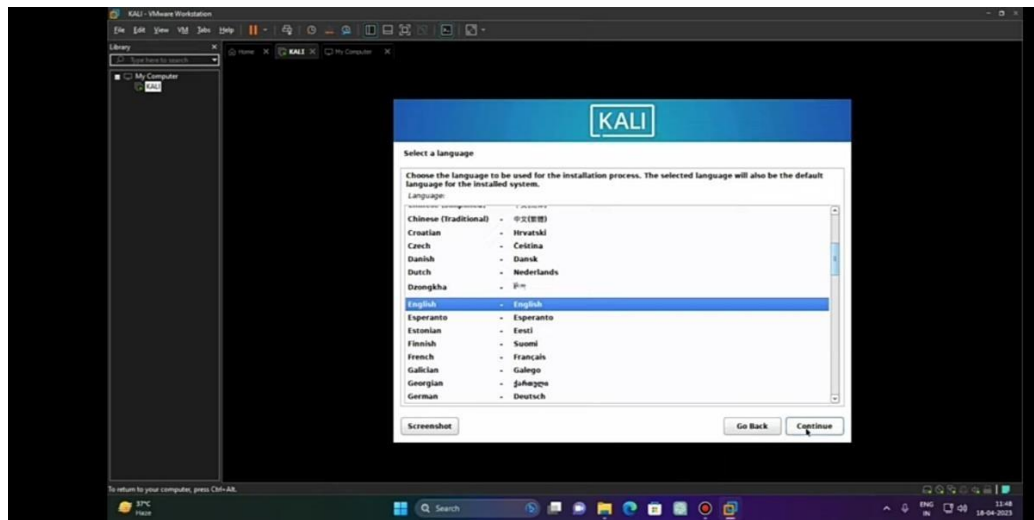 KALI - VMware Workstation
File Edit View VM Tabs Help
Library
Type here to search
My Computer
KALI
Home
KALI
My Computer
KALI
Select a language
Choose the language to be used for the installation process. The selected language will also be the default
language for the installed system.
Language:
Chinese (Traditional) - 中文(繁體)
Croatian - Hrvatski
Czech - Čeština
Danish - Dansk
Dutch - Nederlands
Dzongkha -
English - English
Esperanto - Esperanto
Estonian - Eesti
Finnish - Suomi
French - Français
Galician - Galego
Georgian - ქართული
German - Deutsch
Screenshot
Go Back
Continue
To return to your computer, press Ctrl+Alt.
37°C
Haze
Search
ENG
IN
11:48
18-04-2023